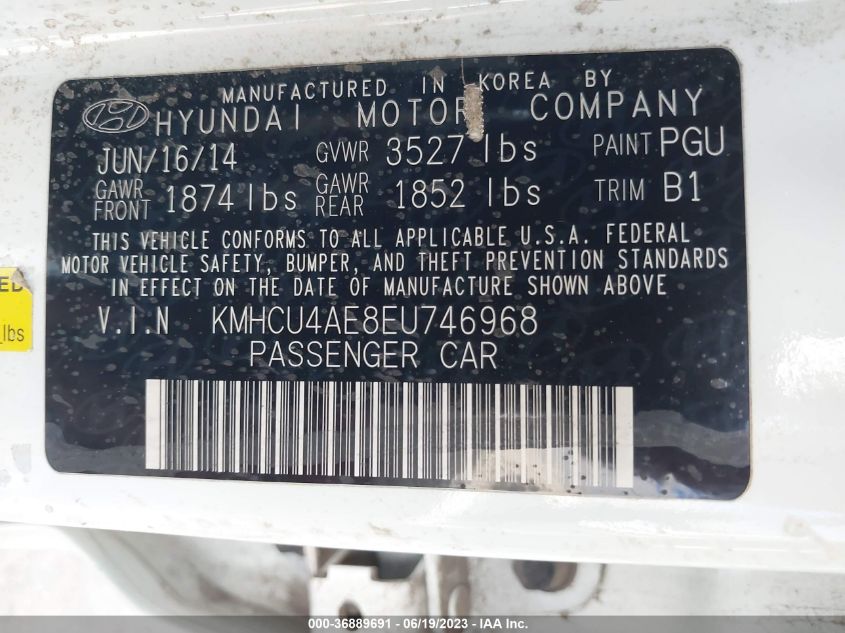 MANUFACTURED IN KOREA BY
HYUNDAI MOTOR COMPANY
JUN/16/14 GVWR 3527 lbs PAINT PGU
GAWR FRONT 1874 lbs GAWR REAR 1852 lbs TRIM B1
THIS VEHICLE CONFORMS TO ALL APPLICABLE U.S.A. FEDERAL
MOTOR VEHICLE SAFETY, BUMPER, AND THEFT PREVENTION STANDARDS
IN EFFECT ON THE DATE OF MANUFACTURE SHOWN ABOVE
V.I.N KMHCU4AE8EU746968
PASSENGER CAR
ED
lbs
000-36889691 - 06/19/2023 - IAA Inc.